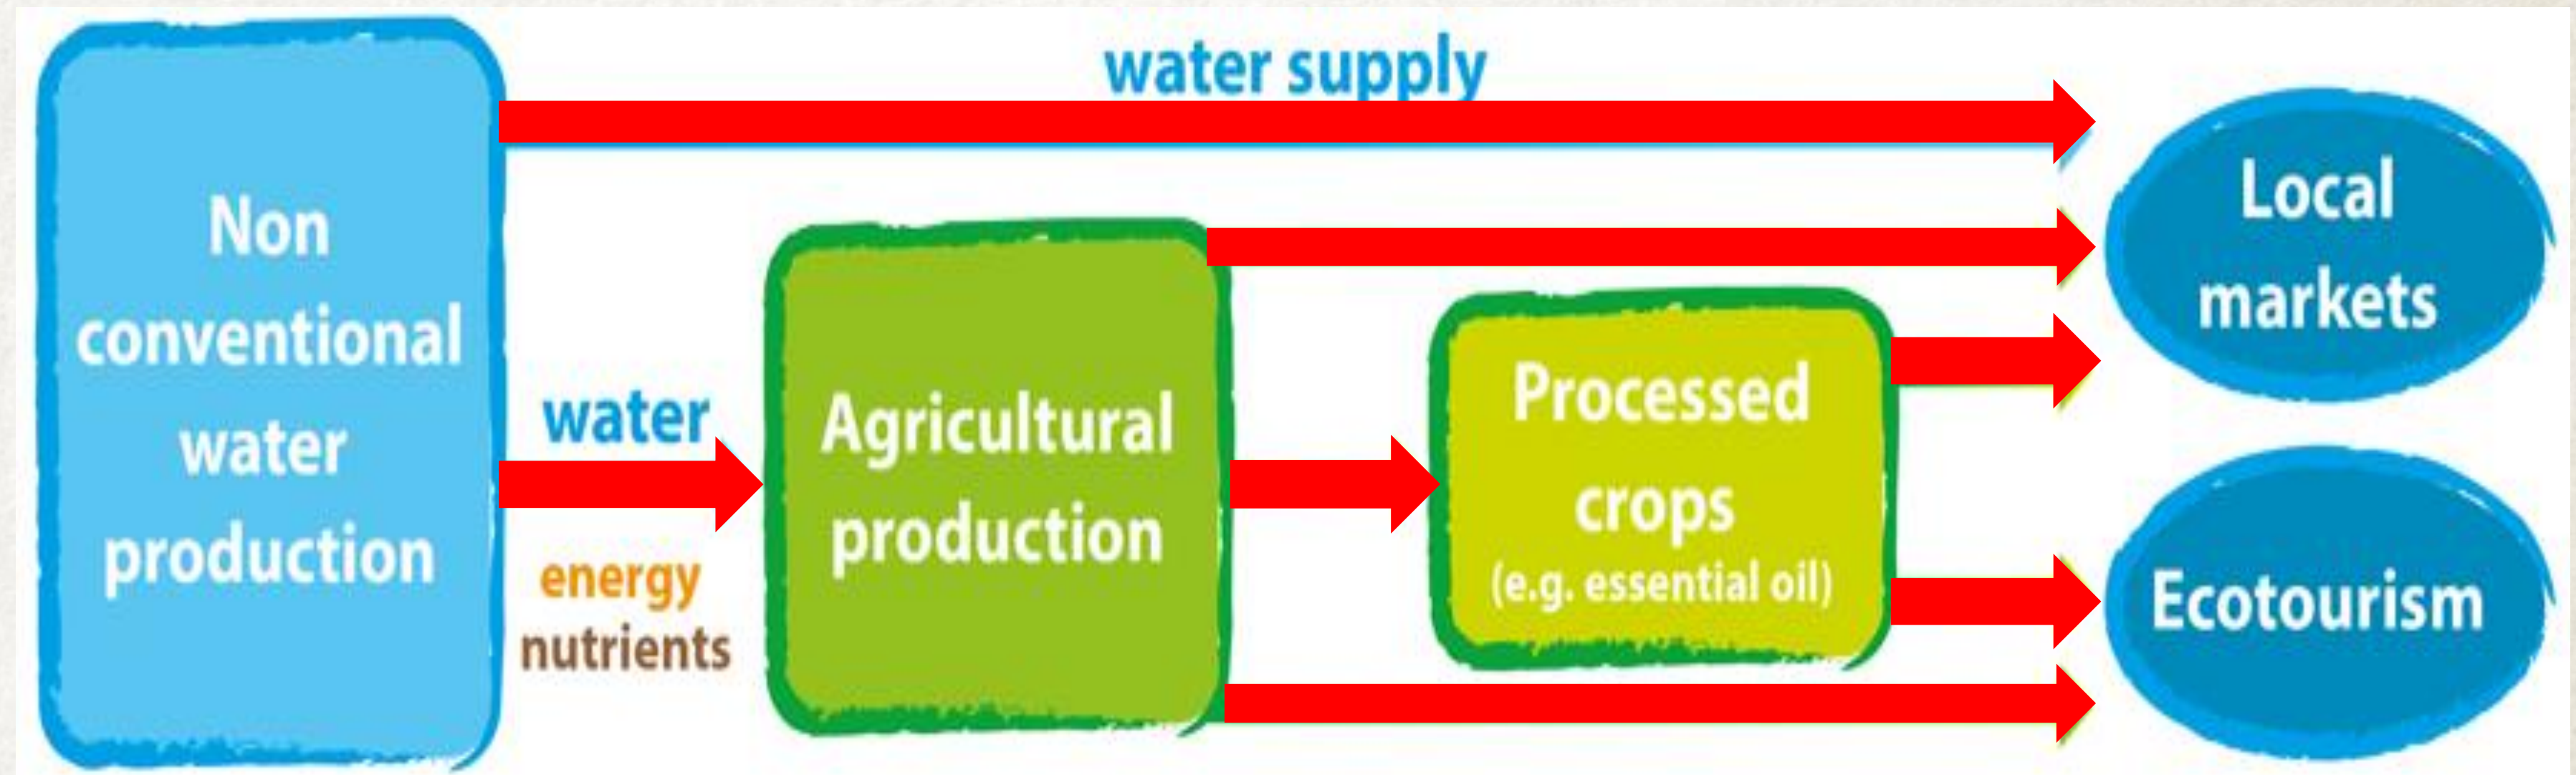 water supply
Non
conventional
water
production
water
energy
nutrients
Agricultural
production
Processed
crops
(e.g. essential oil)
Local
markets
Ecotourism